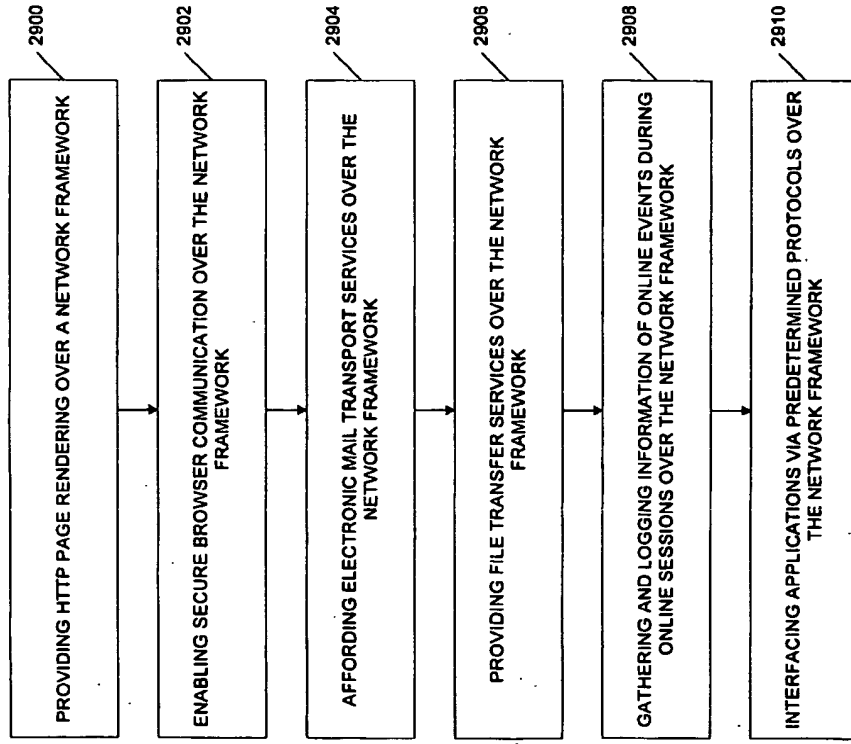 2900
PROVIDING HTTP PAGE RENDERING OVER A NETWORK FRAMEWORK
2902
ENABLING SECURE BROWSER COMMUNICATION OVER THE NETWORK
FRAMEWORK
2904
AFFORDING ELECTRONIC MAIL TRANSPORT SERVICES OVER THE
NETWORK FRAMEWORK
2906
PROVIDING FILE TRANSFER SERVICES OVER THE NETWORK
FRAMEWORK
2908
GATHERING AND LOGGING INFORMATION OF ONLINE EVENTS DURING
ONLINE SESSIONS OVER THE NETWORK FRAMEWORK
2910
INTERFACING APPLICATIONS VIA PREDETERMINED PROTOCOLS OVER
THE NETWORK FRAMEWORK